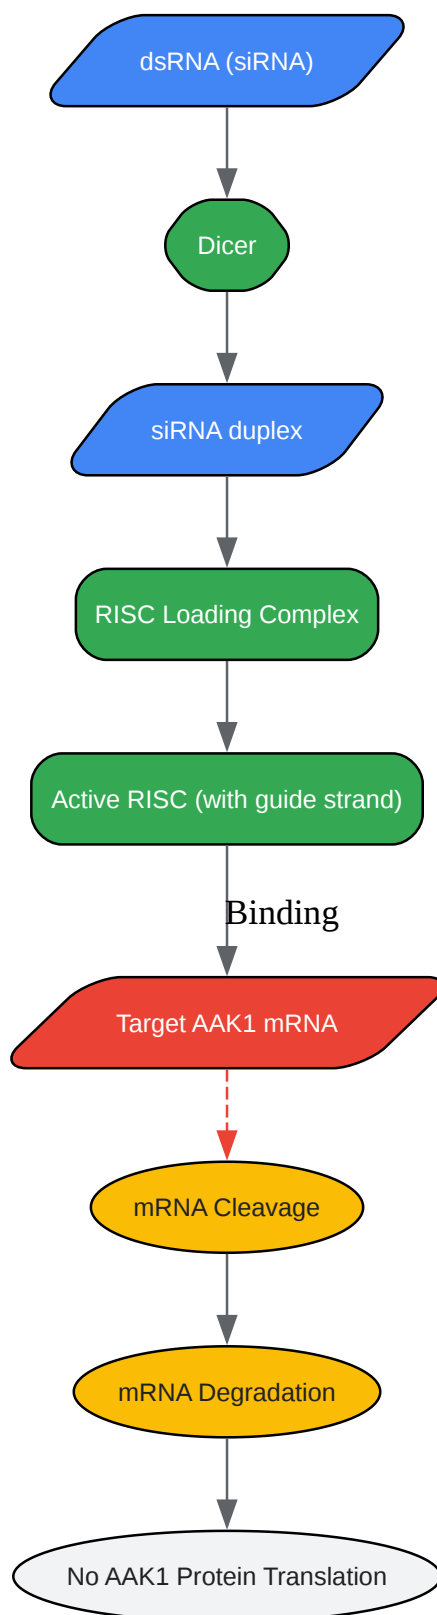 dsRNA (siRNA)
Dicer
siRNA duplex
RISC Loading Complex
Active RISC (with guide strand)
Binding
Target AAK1 mRNA
mRNA Cleavage
mRNA Degradation
No AAK1 Protein Translation